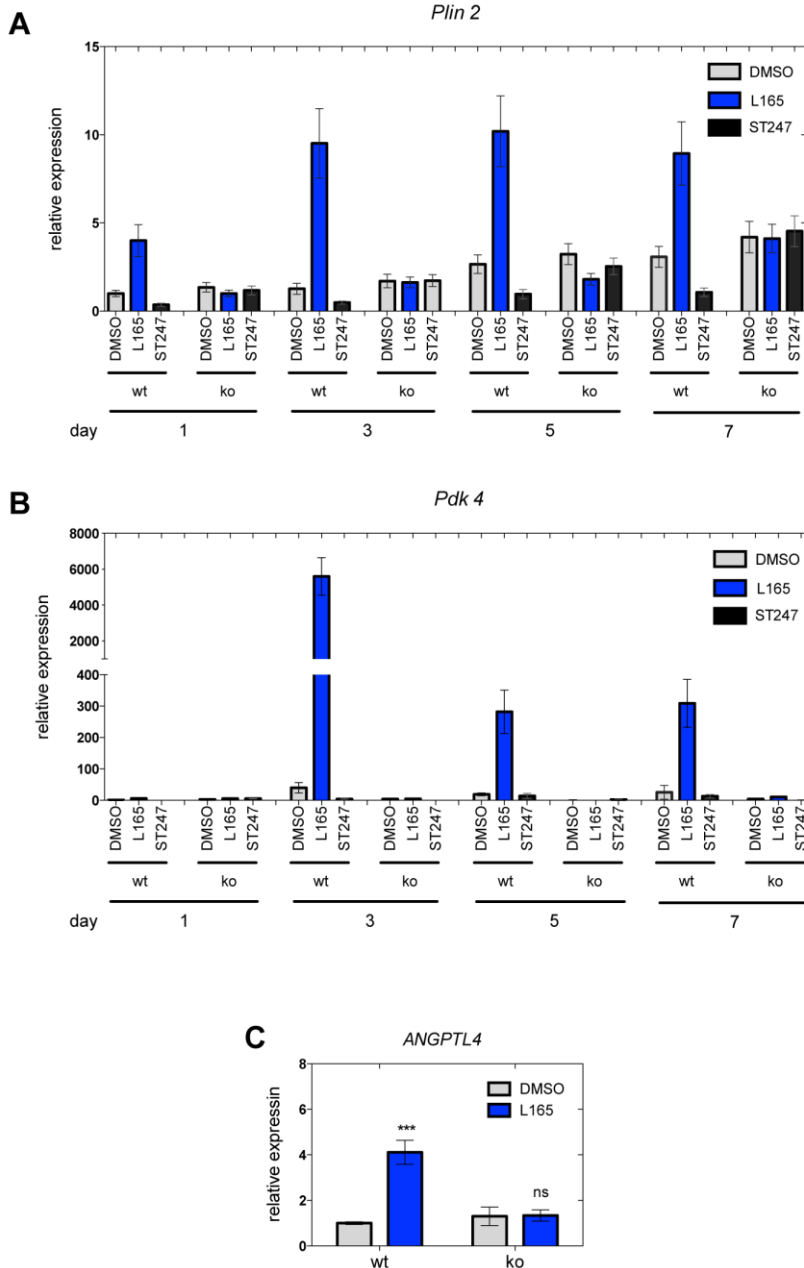 A
Plin 2
15
10
5
0
relative expression
DMSO
L165
ST247
DMSO L165 ST247 DMSO L165 ST247 DMSO L165 ST247 DMSO L165 ST247 DMSO L165 ST247 DMSO L165 ST247 DMSO L165 ST247 DMSO L165 ST247
wt ko wt ko wt ko wt ko
day 1 3 5 7
B
Pdk 4
8000
6000
4000
2000
400
300
200
100
0
relative expression
DMSO
L165
ST247
DMSO L165 ST247 DMSO L165 ST247 DMSO L165 ST247 DMSO L165 ST247 DMSO L165 ST247 DMSO L165 ST247 DMSO L165 ST247 DMSO L165 ST247
wt ko wt ko wt ko wt ko
day 1 3 5 7
C
ANGPTL4
8
6
4
2
0
relative expressin
DMSO
L165
***
ns
wt ko